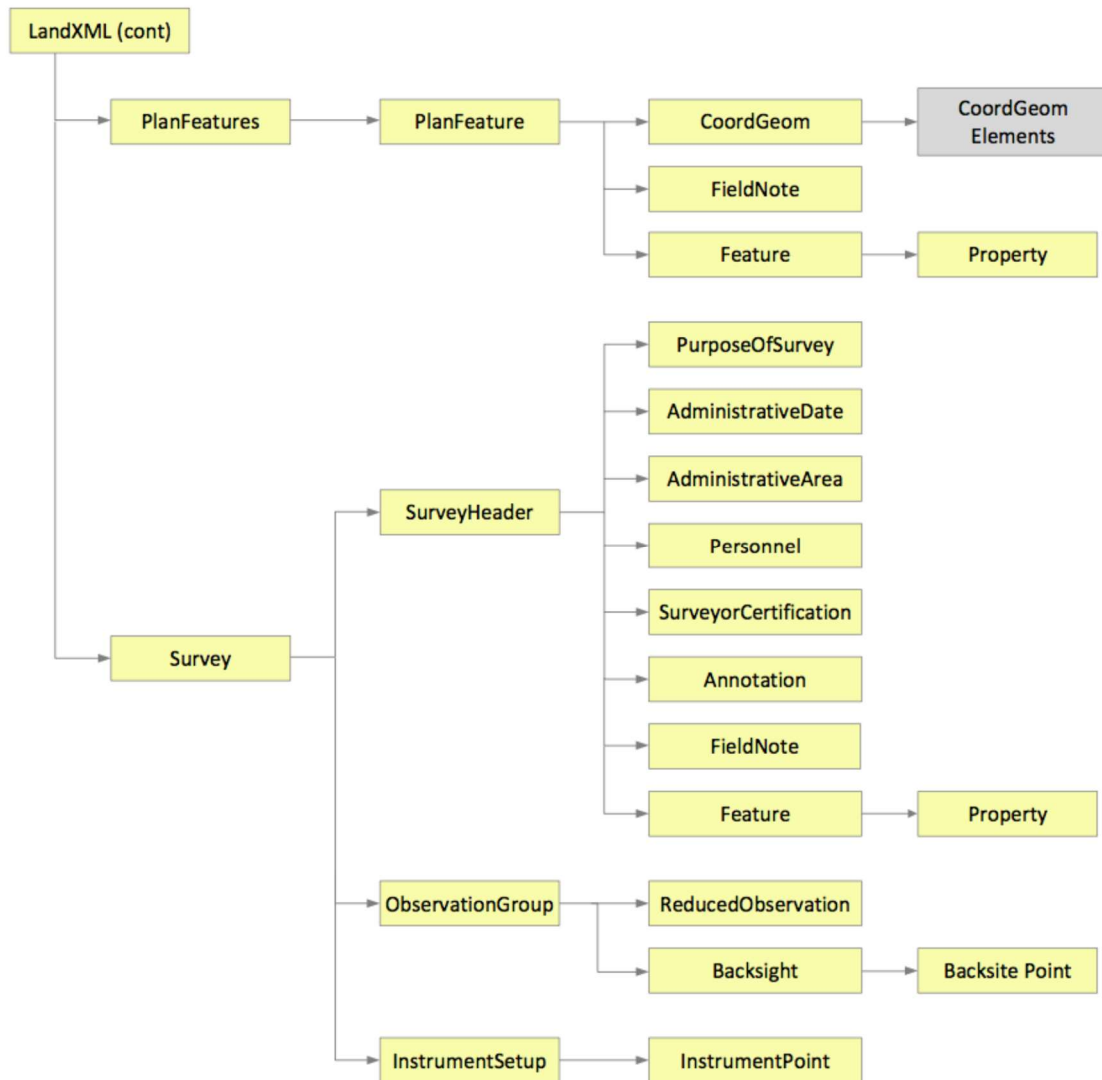 LandXML (cont)
PlanFeatures
PlanFeature
CoordGeom
CoordGeom
Elements
FieldNote
Feature
Property
PurposeOfSurvey
AdministrativeDate
AdministrativeArea
SurveyHeader
Personnel
SurveyorCertification
Survey
Annotation
FieldNote
Feature
Property
ObservationGroup
ReducedObservation
Backsight
Backsite Point
InstrumentSetup
InstrumentPoint